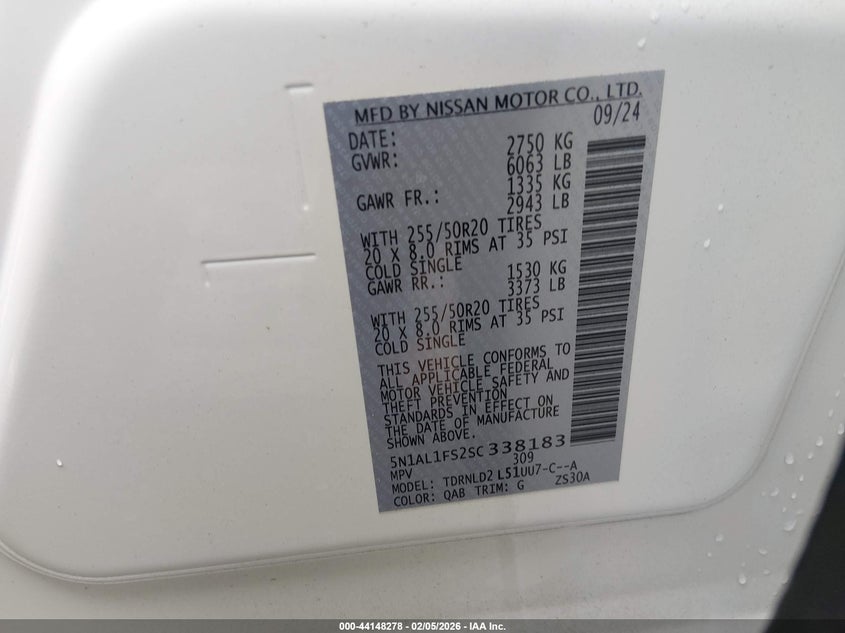 MFD BY NISSAN MOTOR CO., LTD.
DATE: 09/24
GVWR: 2750 KG
6063 LB
GAWR FR.: 1335 KG
2943 LB
WITH 255/50R20 TIRES
20 X 8.0 RIMS AT 35 PSI
COLD SINGLE
GAWR RR.: 1530 KG
3373 LB
WITH 255/50R20 TIRES
20 X 8.0 RIMS AT 35 PSI
COLD SINGLE
THIS VEHICLE CONFORMS TO
ALL APPLICABLE FEDERAL
MOTOR VEHICLE SAFETY AND
THEFT PREVENTION
STANDARDS IN EFFECT ON
THE DATE OF MANUFACTURE
SHOWN ABOVE.
5N1AL1FS2SC338183
MPV 309
MODEL: TDRNLD2 L51UU7-C--A
COLOR: QAB TRIM: G ZS30A
000-44148278 - 02/05/2026 - IAA Inc.